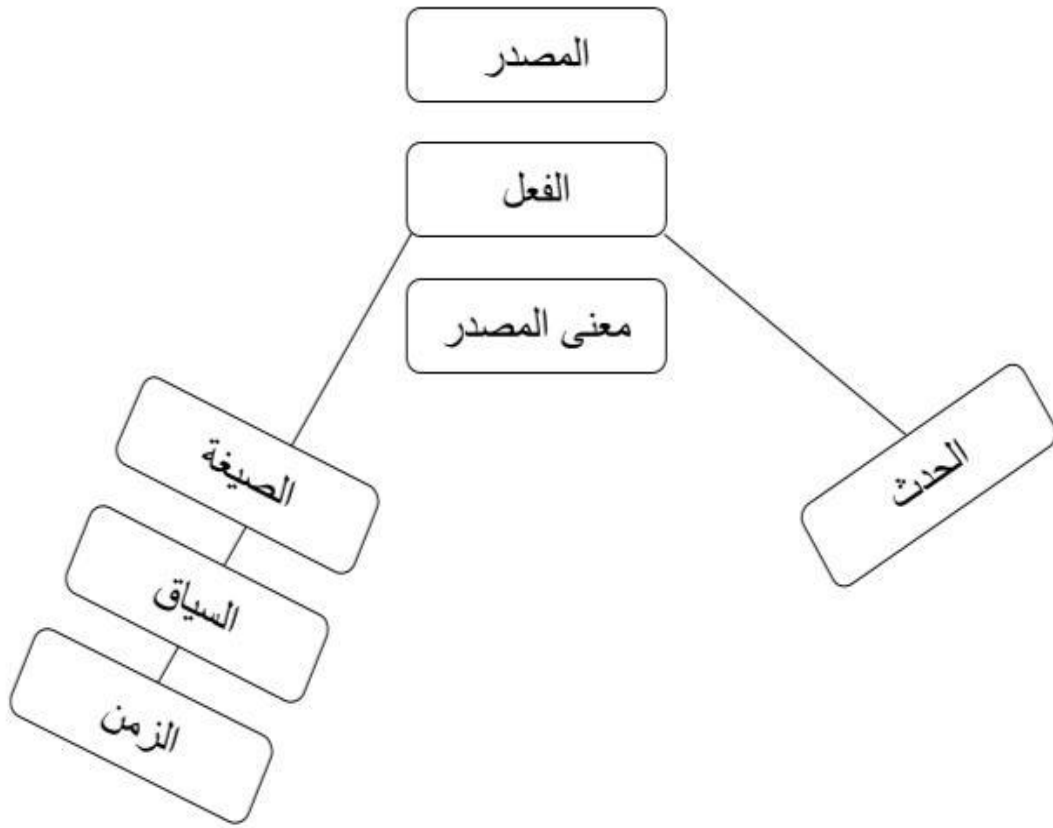 المصدر
الفعل
معنى المصدر
الحدث
الصيغة
السياق
الزمن